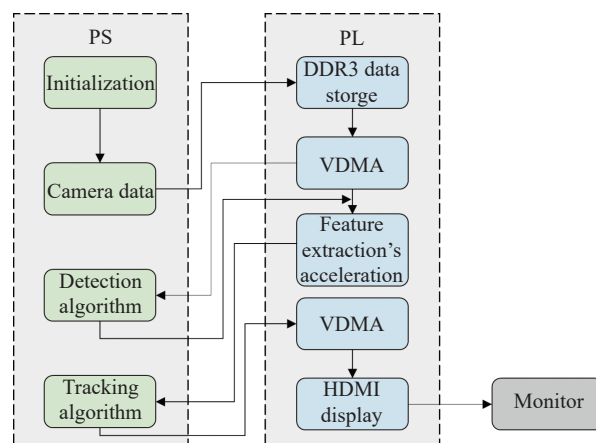 PS
Initialization
Camera data
Detection
algorithm
Tracking
algorithm
PL
DDR3 data
storge
VDMA
Feature
extraction's
acceleration
VDMA
HDMI
display
Monitor